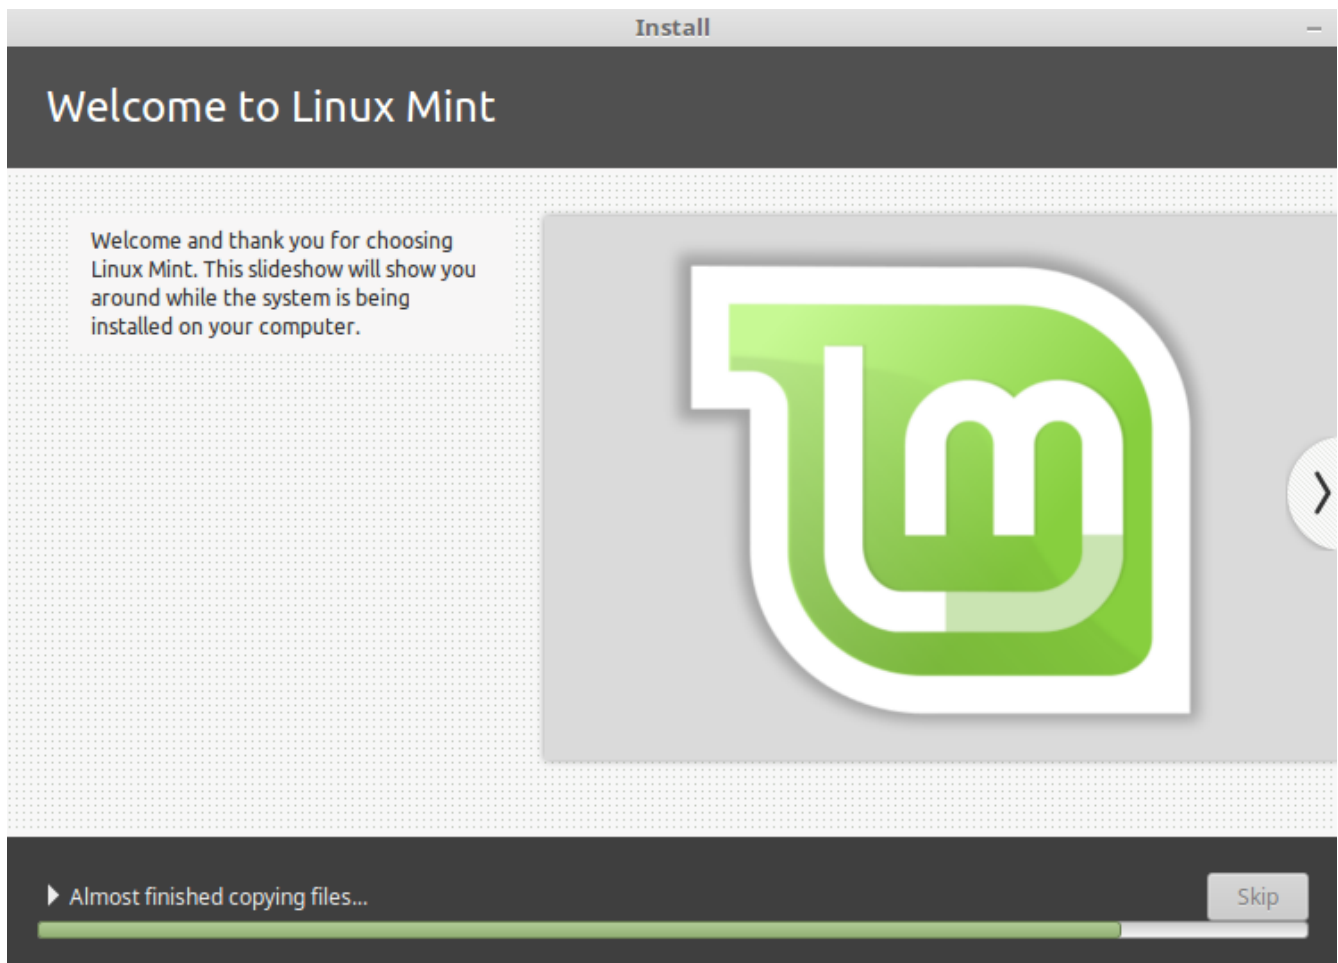 Install
Welcome to Linux Mint
Welcome and thank you for choosing
Linux Mint. This slideshow will show you
around while the system is being
installed on your computer.
lm
Almost finished copying files...
Skip